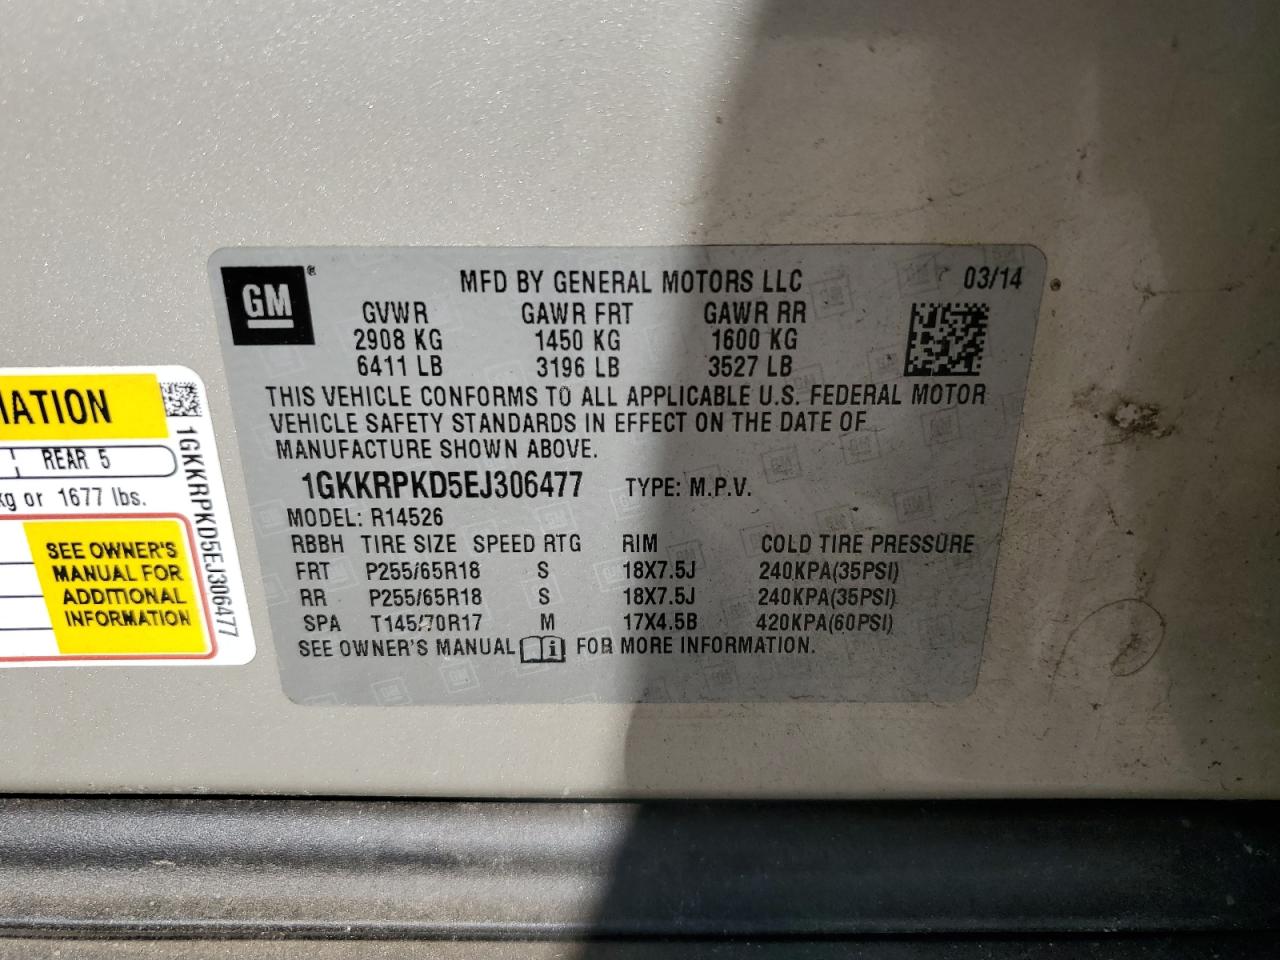 GM®
MFD BY GENERAL MOTORS LLC 03/14
GVWR GAWR FRT GAWR RR
2908 KG 1450 KG 1600 KG
6411 LB 3196 LB 3527 LB
THIS VEHICLE CONFORMS TO ALL APPLICABLE U.S. FEDERAL MOTOR
VEHICLE SAFETY STANDARDS IN EFFECT ON THE DATE OF
MANUFACTURE SHOWN ABOVE.
1GKKRPKD5EJ306477 TYPE: M.P.V.
MODEL: R14526
RBBH TIRE SIZE SPEED RTG RIM COLD TIRE PRESSURE
FRT P255/65R18 S 18X7.5J 240KPA(35PSI)
RR P255/65R18 S 18X7.5J 240KPA(35PSI)
SPA T145/70R17 M 17X4.5B 420KPA(60PSI)
SEE OWNER'S MANUAL i FOR MORE INFORMATION.
IATION
REAR 5
kg or 1677 lbs.
SEE OWNER'S
MANUAL FOR
ADDITIONAL
INFORMATION
1GKKRPKD5EJ306477